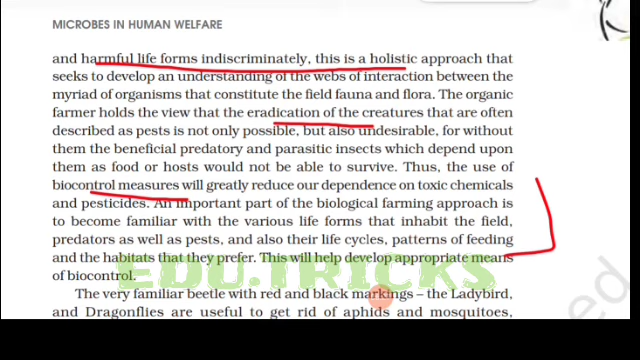 MICROBES IN HUMAN WELFARE
and harmful life forms indiscriminately, this is a holistic approach that
seeks to develop an understanding of the webs of interaction between the
myriad of organisms that constitute the field fauna and flora. The organic
farmer holds the view that the eradication of the creatures that are often
described as pests is not only possible, but also undesirable, for without
them the beneficial predatory and parasitic insects which depend upon
them as food or hosts would not be able to survive. Thus, the use of
biocontrol measures will greatly reduce our dependence on toxic chemicals
and pesticides. An important part of the biological farming approach is
to become familiar with the various life forms that inhabit the field,
predators as well as pests, and also their life cycles, patterns of feeding
and the habitats that they prefer. This will help develop appropriate means
of biocontrol.
EDU.TRICKS
The very familiar beetle with red and black markings – the Ladybird,
and Dragonflies are useful to get rid of aphids and mosquitoes,
ed